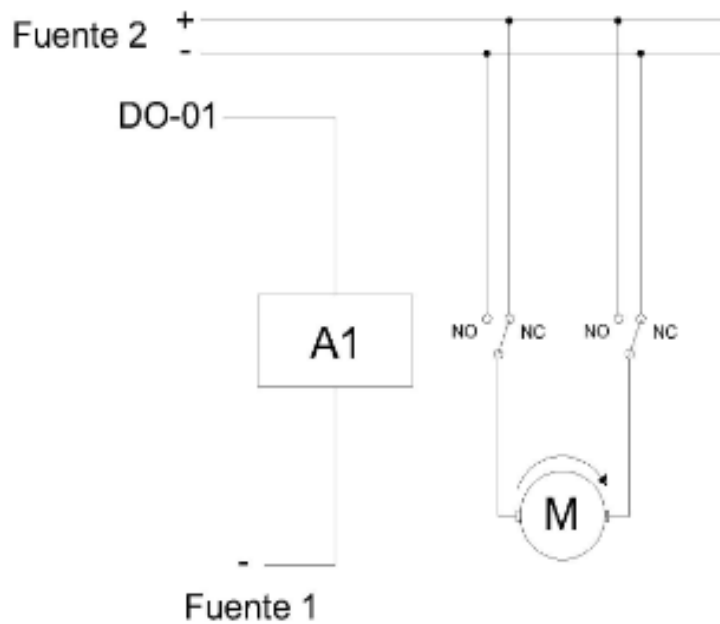 Fuente 2 +
-
DO-01
A1
NO NC NO NC
M
-
Fuente 1